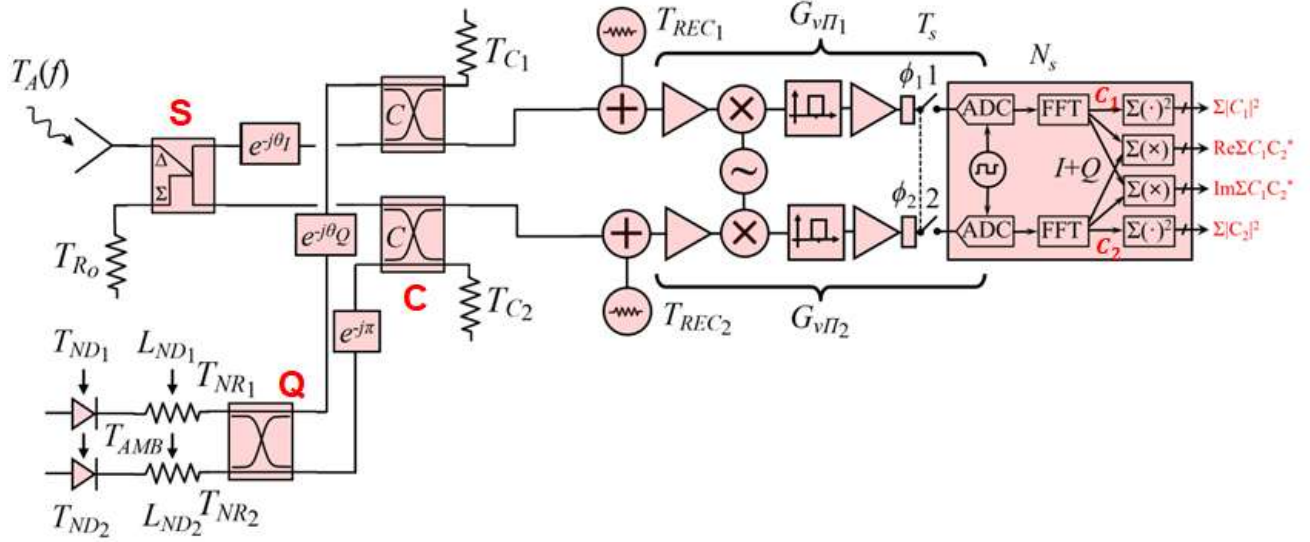 T_{REC_1} G_{vΠ_1} T_s N_s
T_{C_1}
T_A(f) ϕ_1 1
S C ADC FFT C_1 Σ(·)^2 Σ|C_1|^2
Δ e^{-jθ_I} Σ(×) ReΣC_1C_2^*
Σ ~ I+Q
ϕ_2 2 Σ(×) ImΣC_1C_2^*
e^{-jθ_Q} C ADC FFT C_2 Σ(·)^2 Σ|C_2|^2
T_{R_o} C T_{C_2}
e^{-jπ} T_{REC_2} G_{vΠ_2}
T_{ND_1} L_{ND_1} T_{NR_1} Q
T_{AMB}
T_{ND_2} L_{ND_2} T_{NR_2}